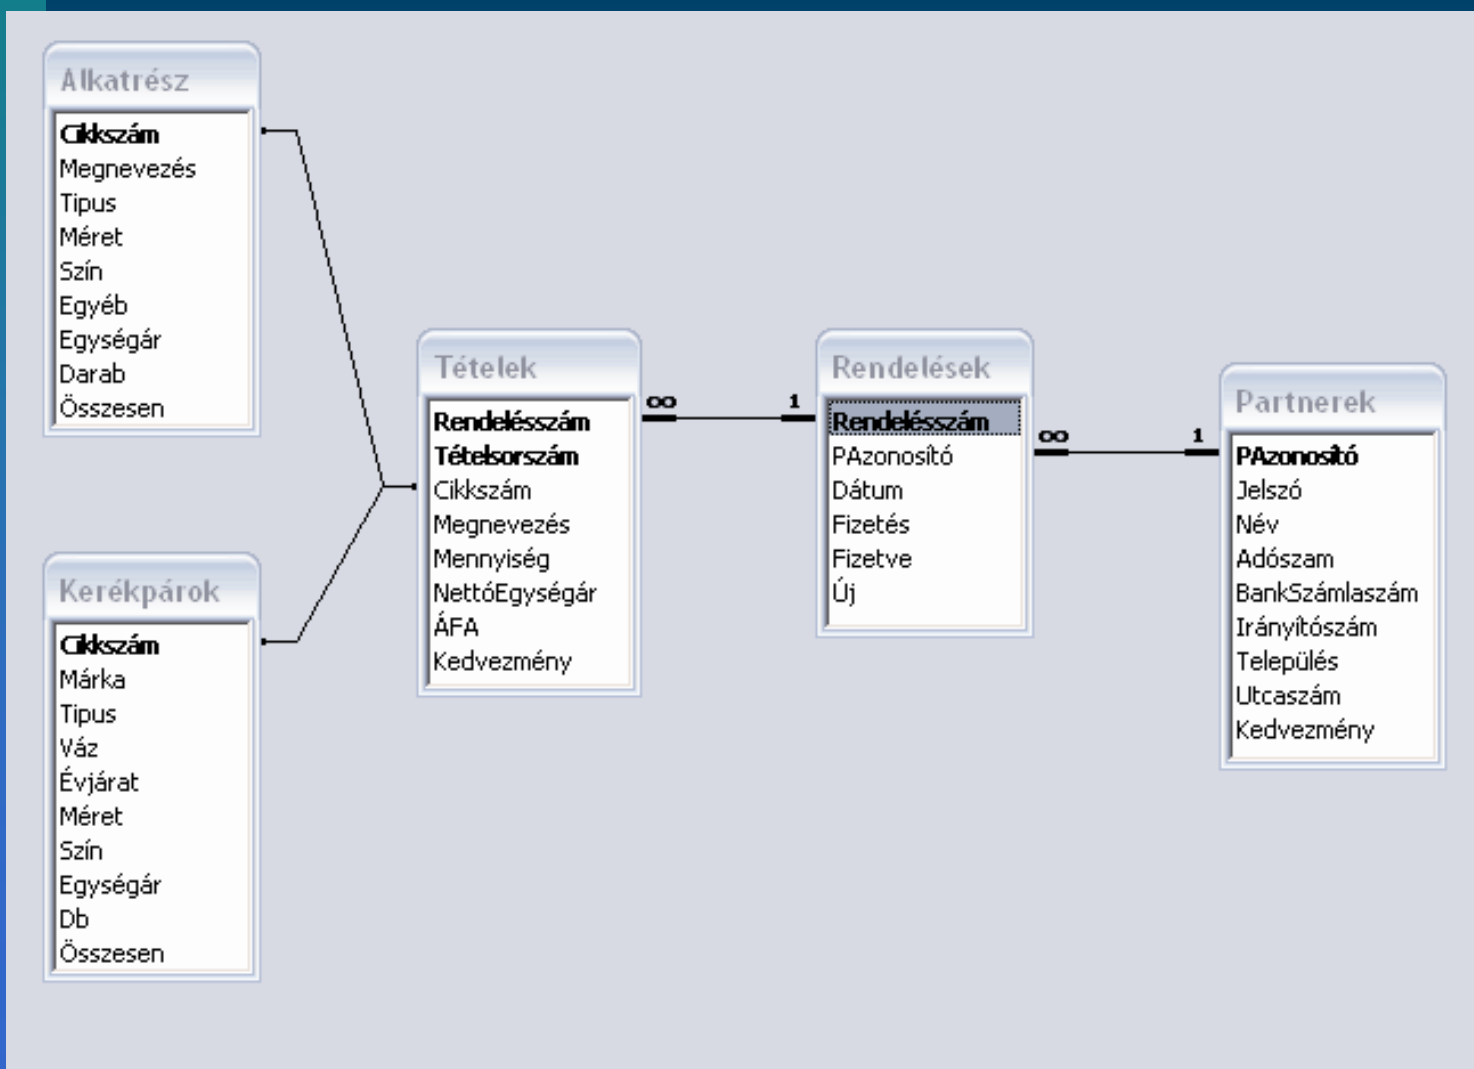 Alkatrész
Cikkszám
Megnevezés
Tipus
Méret
Szín
Egyéb
Egységár
Darab
Összesen
Kerékpárok
Cikkszám
Márka
Tipus
Váz
Évjárat
Méret
Szín
Egységár
Db
Összesen
Tételek
Rendelésszám
Tételsorszám
Cikkszám
Megnevezés
Mennyiség
NettóEgységár
ÁFA
Kedvezmény
∞ 1
Rendelések
Rendelésszám
PAzonosító
Dátum
Fizetés
Fizetve
Új
∞ 1
Partnerek
PAzonosító
Jelszó
Név
Adószam
BankSzámlaszám
Irányítószám
Település
Utcaszám
Kedvezmény